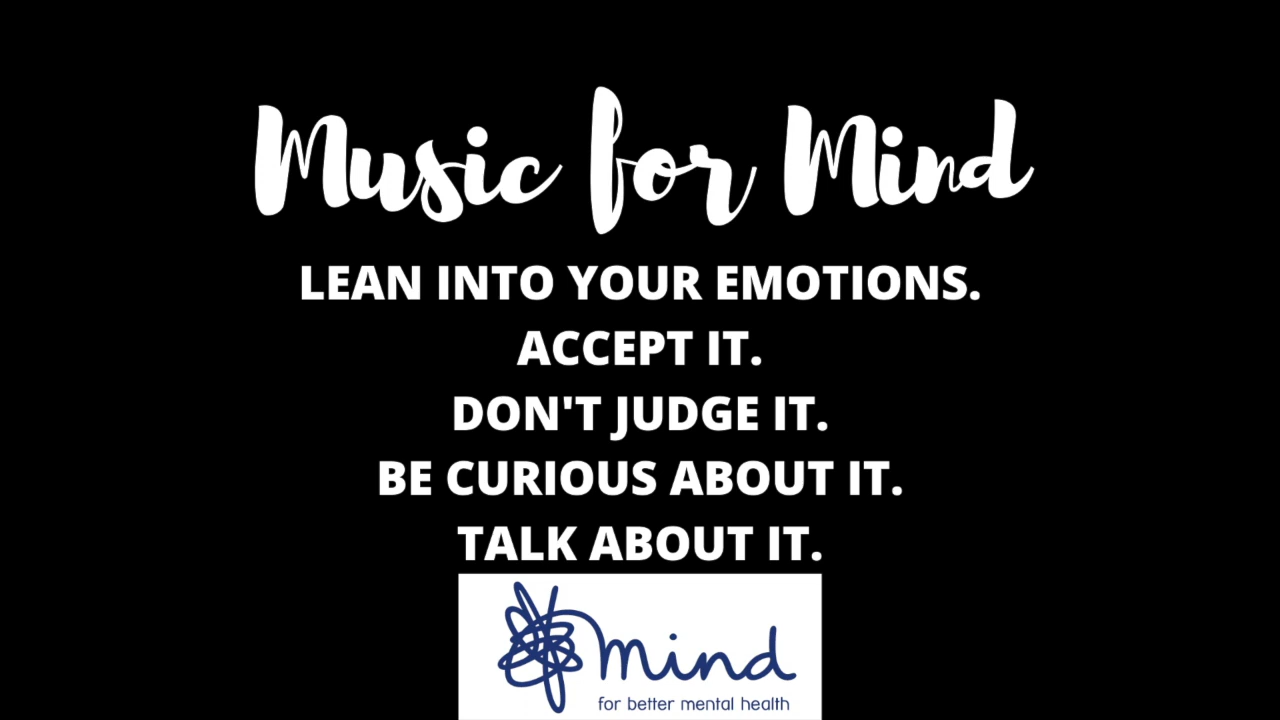 Music for Mind
LEAN INTO YOUR EMOTIONS.
ACCEPT IT.
DON'T JUDGE IT.
BE CURIOUS ABOUT IT.
TALK ABOUT IT.
mind
for better mental health